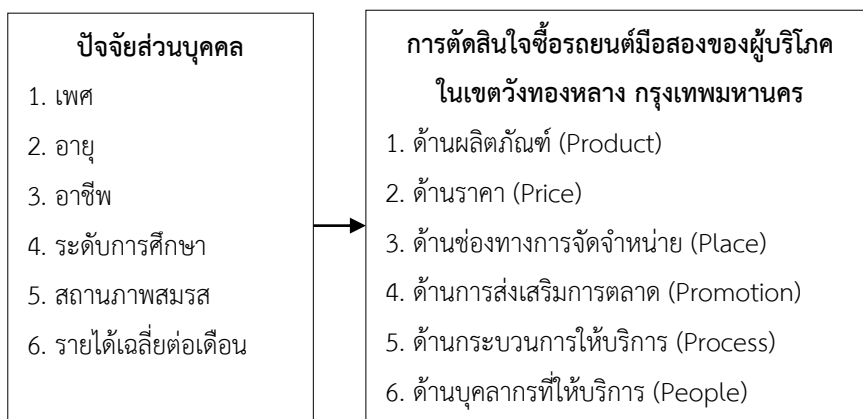 ปัจจัยส่วนบุคคล
1. เพศ
2. อายุ
3. อาชีพ
4. ระดับการศึกษา
5. สถานภาพสมรส
6. รายได้เฉลี่ยต่อเดือน
การตัดสินใจซื้อรถยนต์มือสองของผู้บริโภค
ในเขตวังทองหลาง กรุงเทพมหานคร
1. ด้านผลิตภัณฑ์ (Product)
2. ด้านราคา (Price)
3. ด้านช่องทางการจัดจำหน่าย (Place)
4. ด้านการส่งเสริมการตลาด (Promotion)
5. ด้านกระบวนการให้บริการ (Process)
6. ด้านบุคลากรที่ให้บริการ (People)